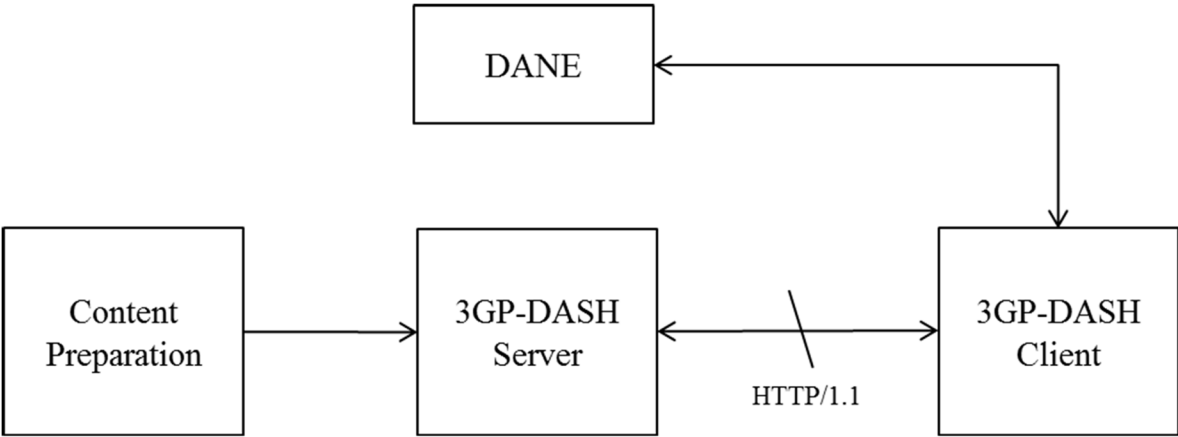 DANE
Content
Preparation
3GP-DASH
Server
HTTP/1.1
3GP-DASH
Client